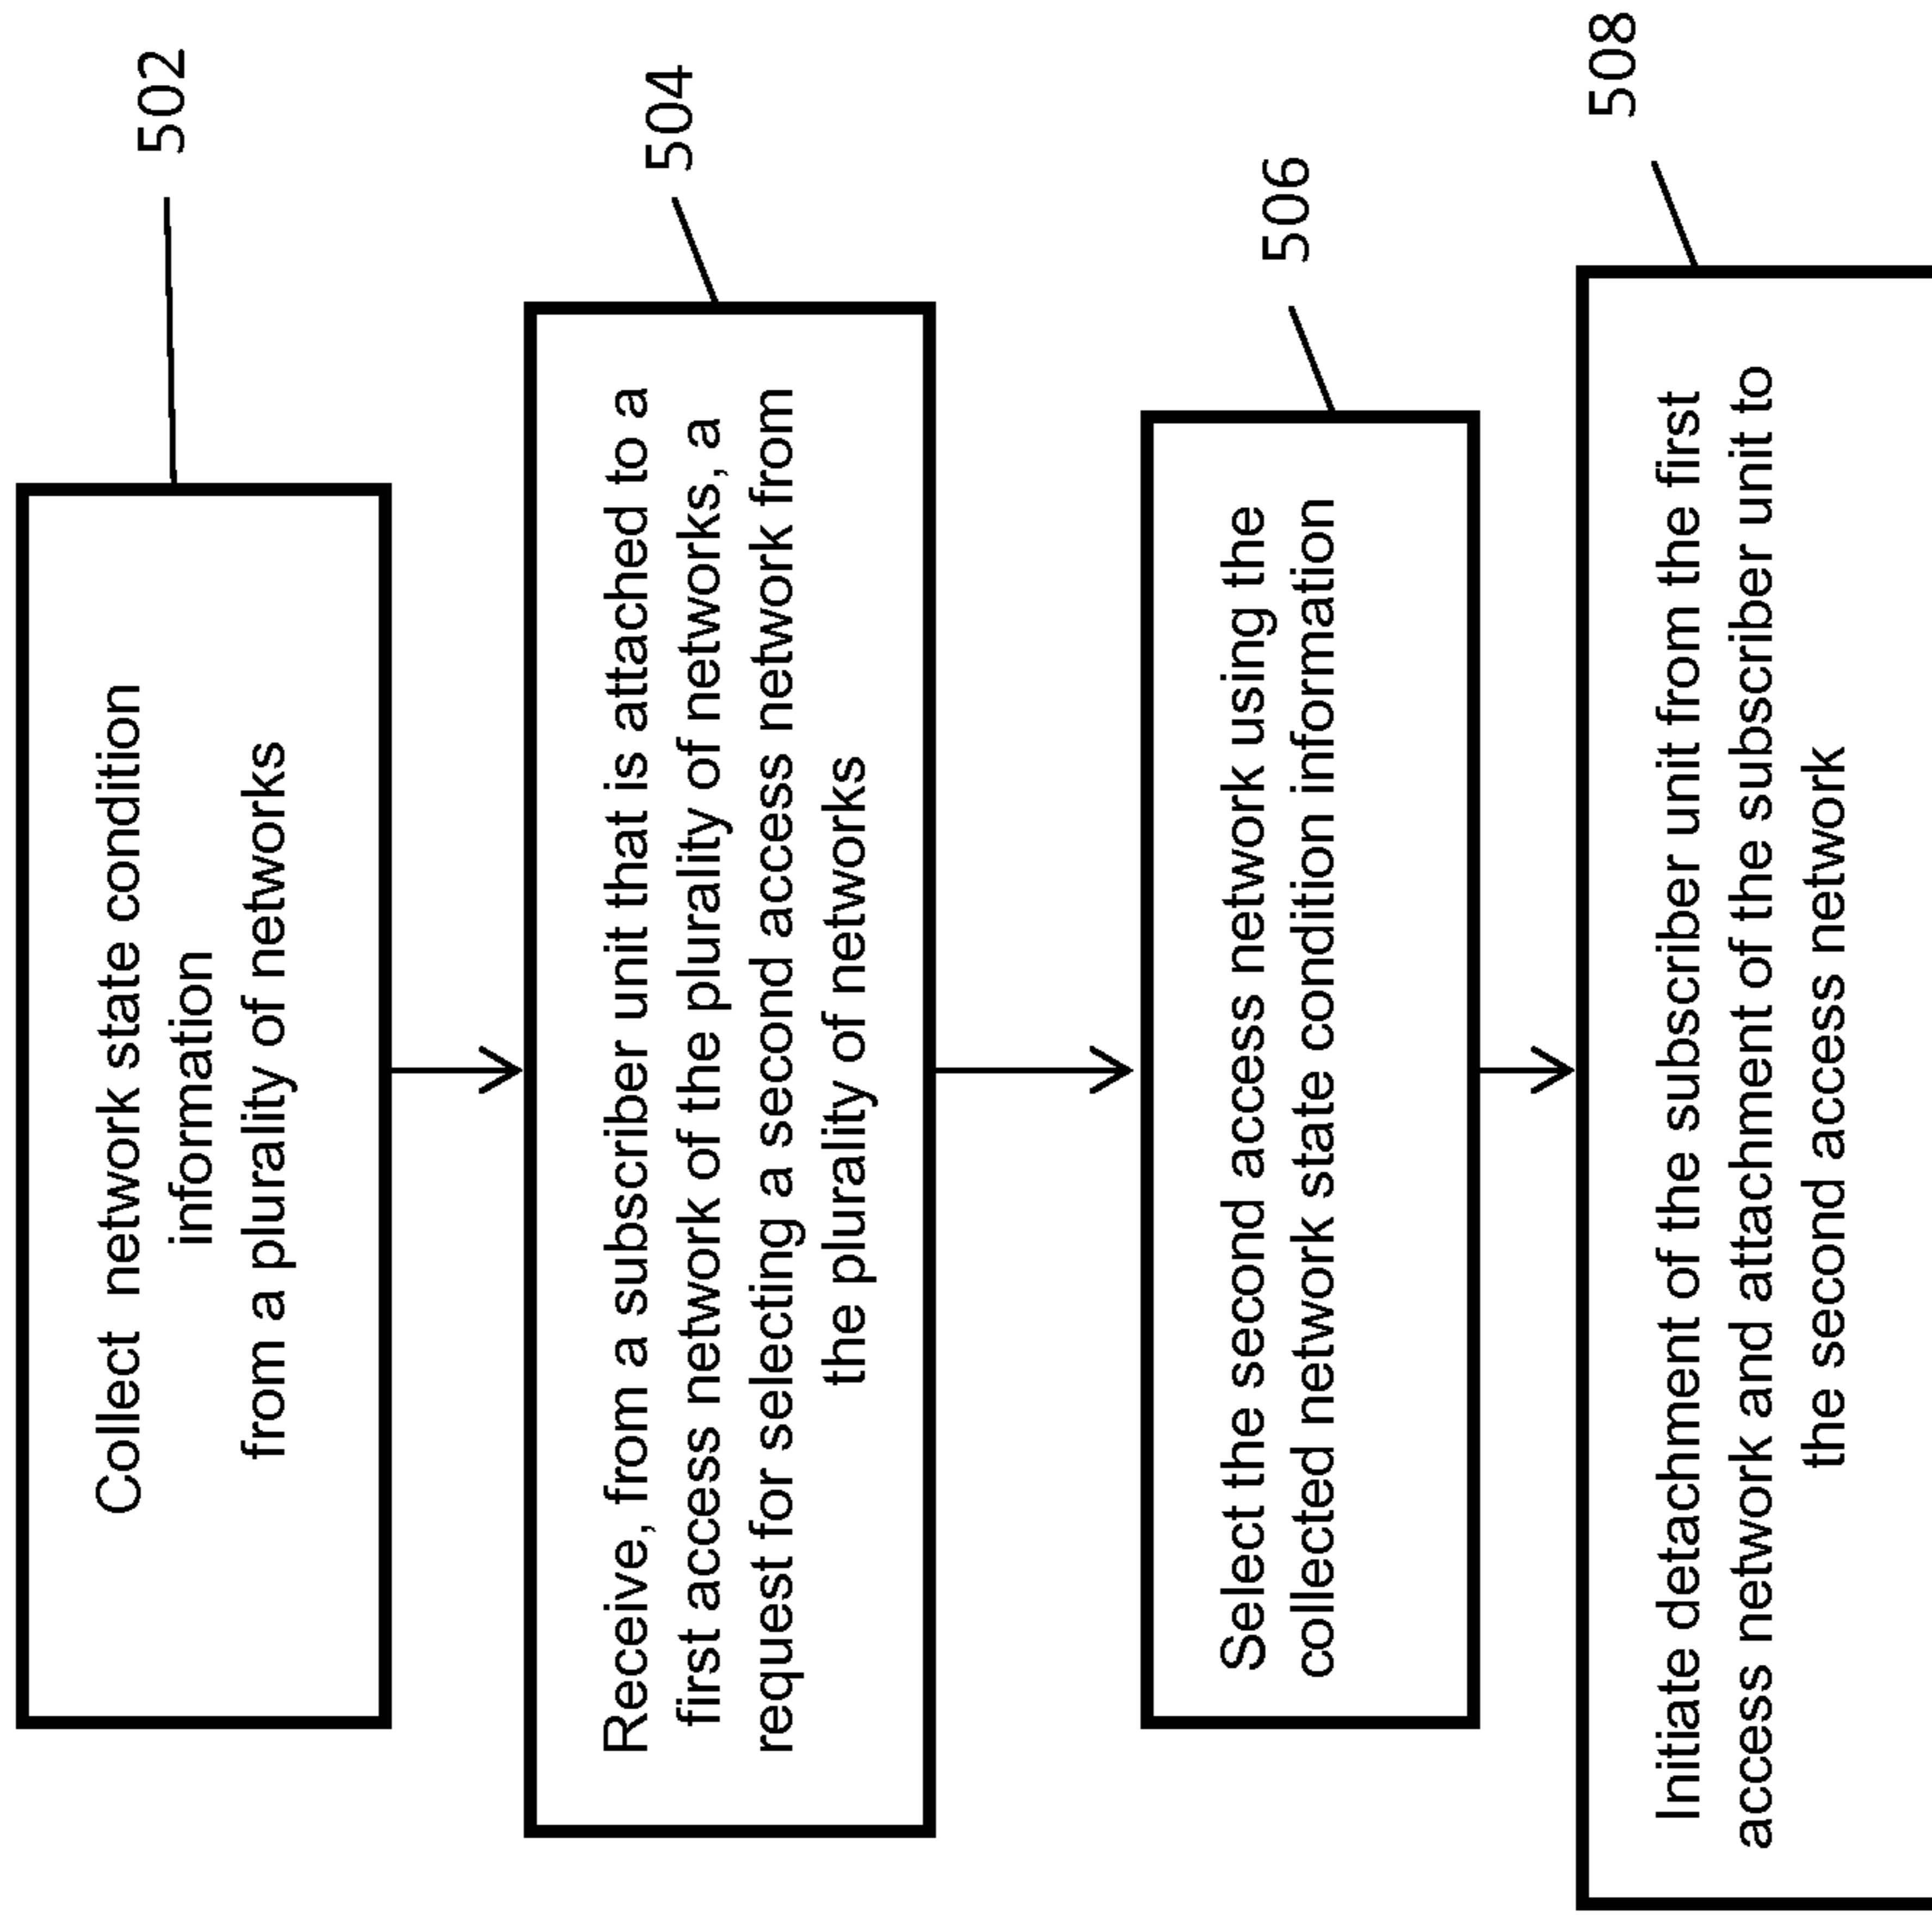 502
Collect network state condition
information
from a plurality of networks
504
Receive, from a subscriber unit that is attached to a
first access network of the plurality of networks, a
request for selecting a second access network from
the plurality of networks
506
Select the second access network using the
collected network state condition information
508
Initiate detachment of the subscriber unit from the first
access network and attachment of the subscriber unit to
the second access network